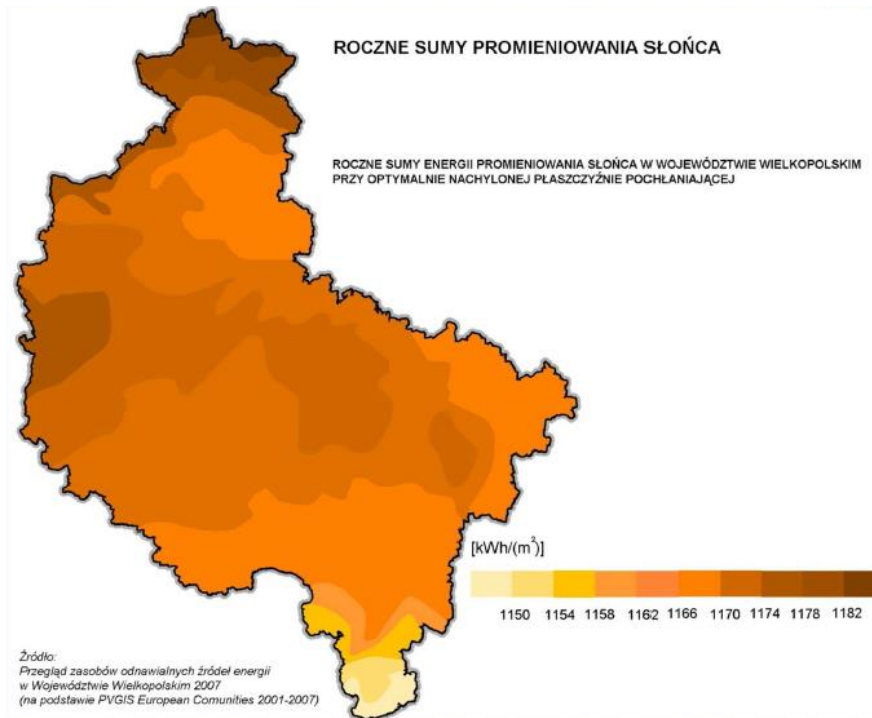 ROCZNE SUMY PROMIENIOWANIA SŁOŃCA
ROCZNE SUMY ENERGII PROMIENIOWANIA SŁOŃCA W WOJEWÓDZTWIE WIELKOPOLSKIM
PRZY OPTYMALNIE NACHYLONEJ PŁASZCZYŹNIE POCHŁANIAJĄCEJ
[kWh/(m²)]
1150 1154 1158 1162 1166 1170 1174 1178 1182
Źródło:
Przegląd zasobów odnawialnych źródeł energii
w Województwie Wielkopolskim 2007
(na podstawie PVGIS European Comunities 2001-2007)